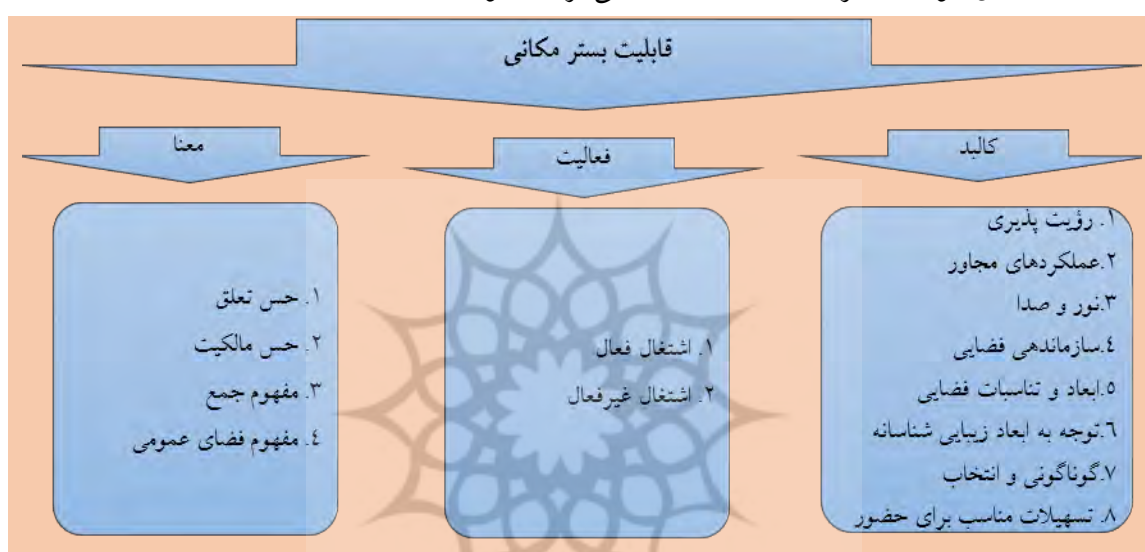 قابلیت بستر مکانی
کالبد
۱. رؤیت پذیری
۲.عملکردهای مجاور
۳.نور و صدا
٤.سازماندهی فضایی
٥.ابعاد و تناسبات فضایی
٦.توجه به ابعاد زیبایی شناسانه
۷.گوناگونی و انتخاب
۸. تسهیلات مناسب برای حضور
فعالیت
۱. اشتغال فعال
۲. اشتغال غیرفعال
معنا
۱. حس تعلق
۲. حس مالکیت
۳. مفهوم جمع
٤. مفهوم فضای عمومی